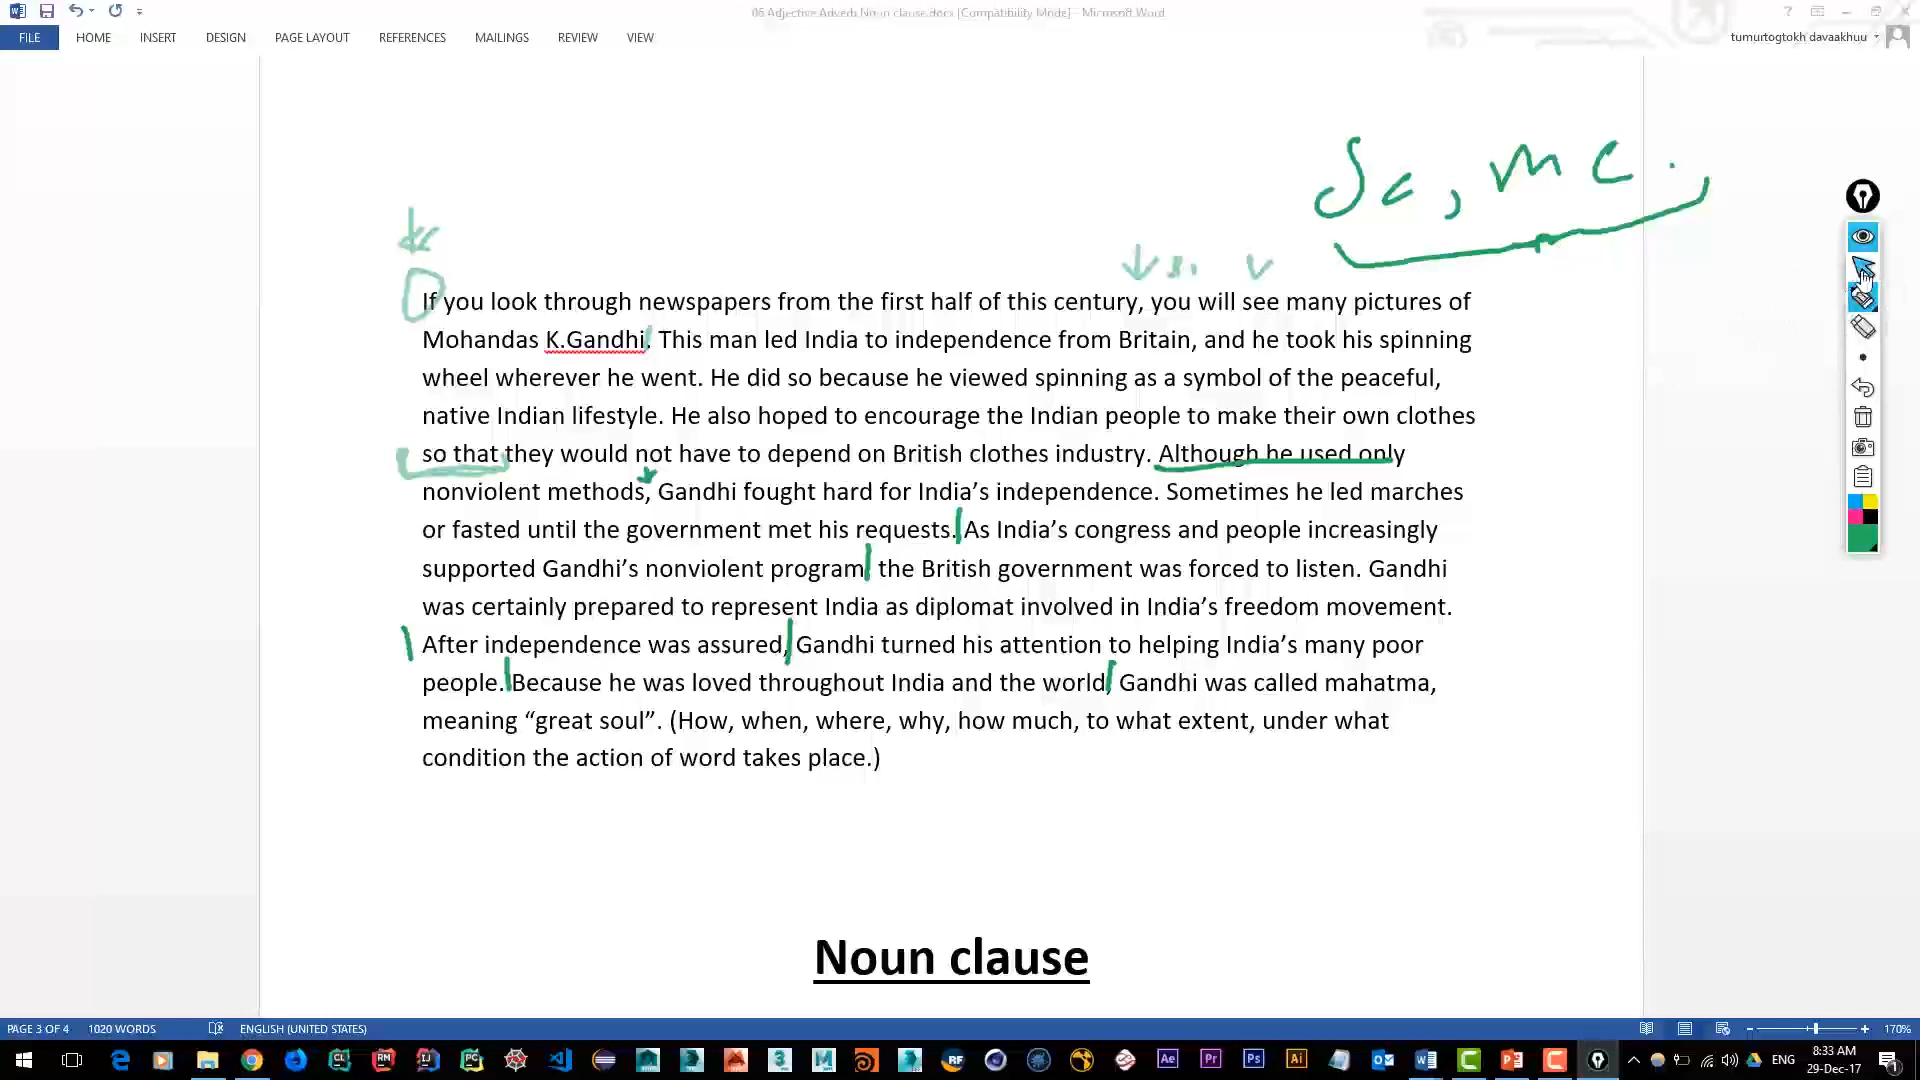 06 Adjective Adverb Noun clause.docx [Compatibility Mode] - Microsoft Word
FILE HOME INSERT DESIGN PAGE LAYOUT REFERENCES MAILINGS REVIEW VIEW
tumurtogtokh davaakhuu
Sc, mc.
If you look through newspapers from the first half of this century, you will see many pictures of
Mohandas K.Gandhi. This man led India to independence from Britain, and he took his spinning
wheel wherever he went. He did so because he viewed spinning as a symbol of the peaceful,
native Indian lifestyle. He also hoped to encourage the Indian people to make their own clothes
so that they would not have to depend on British clothes industry. Although he used only
nonviolent methods, Gandhi fought hard for India’s independence. Sometimes he led marches
or fasted until the government met his requests. As India’s congress and people increasingly
supported Gandhi’s nonviolent program the British government was forced to listen. Gandhi
was certainly prepared to represent India as diplomat involved in India’s freedom movement.
After independence was assured, Gandhi turned his attention to helping India’s many poor
people. Because he was loved throughout India and the world, Gandhi was called mahatma,
meaning “great soul”. (How, when, where, why, how much, to what extent, under what
condition the action of word takes place.)
Noun clause
PAGE 3 OF 4 1020 WORDS ENGLISH (UNITED STATES) 170%
ENG 8:33 AM
29-Dec-17